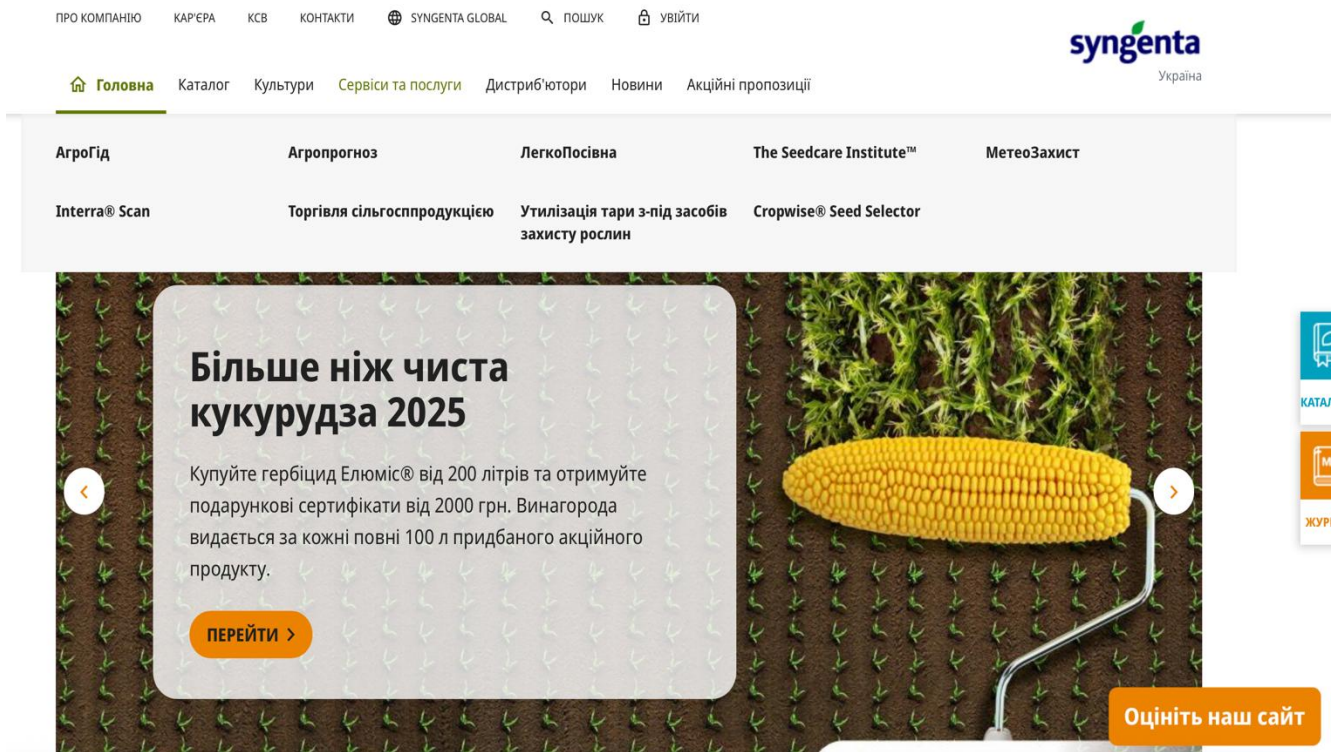 ПРО КОМПАНІЮ КАР'ЄРА КСВ КОНТАКТИ SYNGENTA GLOBAL ПОШУК УВІЙТИ
syngenta
Україна
Головна Каталог Культури Сервіси та послуги Дистриб'ютори Новини Акційні пропозиції
АгроГід Агропрогноз ЛегкоПосівна The Seedcare Institute™ МетеоЗахист
Interra® Scan Торгівля сільгосппродукцією Утилізація тари з-під засобів захисту рослин Cropwise® Seed Selector
Більше ніж чиста
кукурудза 2025
Купуйте гербіцид Елюміс® від 200 літрів та отримуйте
подарункові сертифікати від 2000 грн. Винагорода
видається за кожні повні 100 л придбаного акційного
продукту.
ПЕРЕЙТИ
Оцініть наш сайт